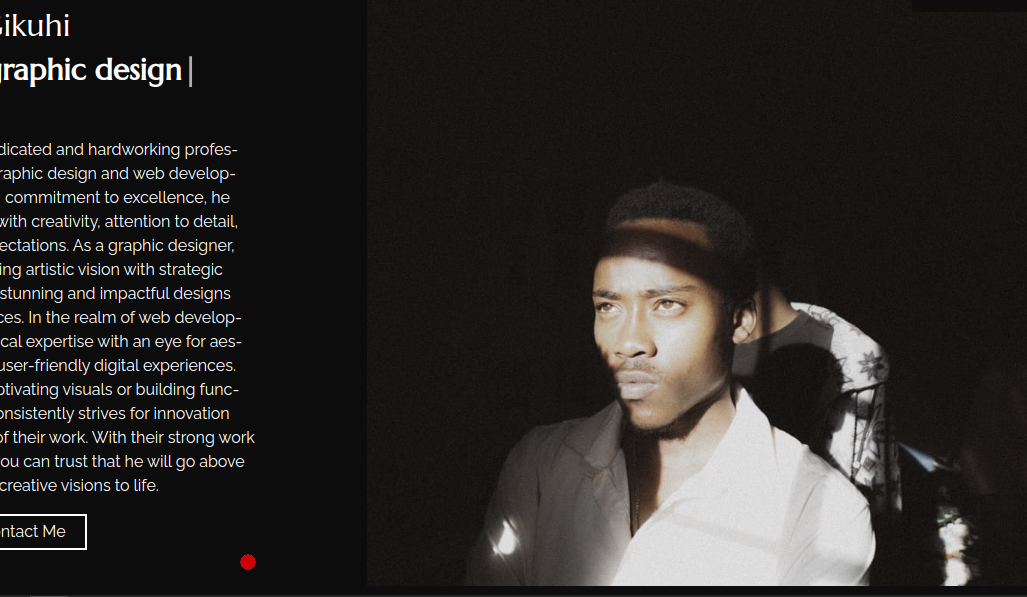 Gikuhi
graphic design
dicated and hardworking profes-
raphic design and web develop-
commitment to excellence, he
with creativity, attention to detail,
ectations. As a graphic designer,
ing artistic vision with strategic
stunning and impactful designs
ces. In the realm of web develop-
cal expertise with an eye for aes-
user-friendly digital experiences.
ptivating visuals or building func-
onsistently strives for innovation
of their work. With their strong work
ou can trust that he will go above
creative visions to life.
ntact Me